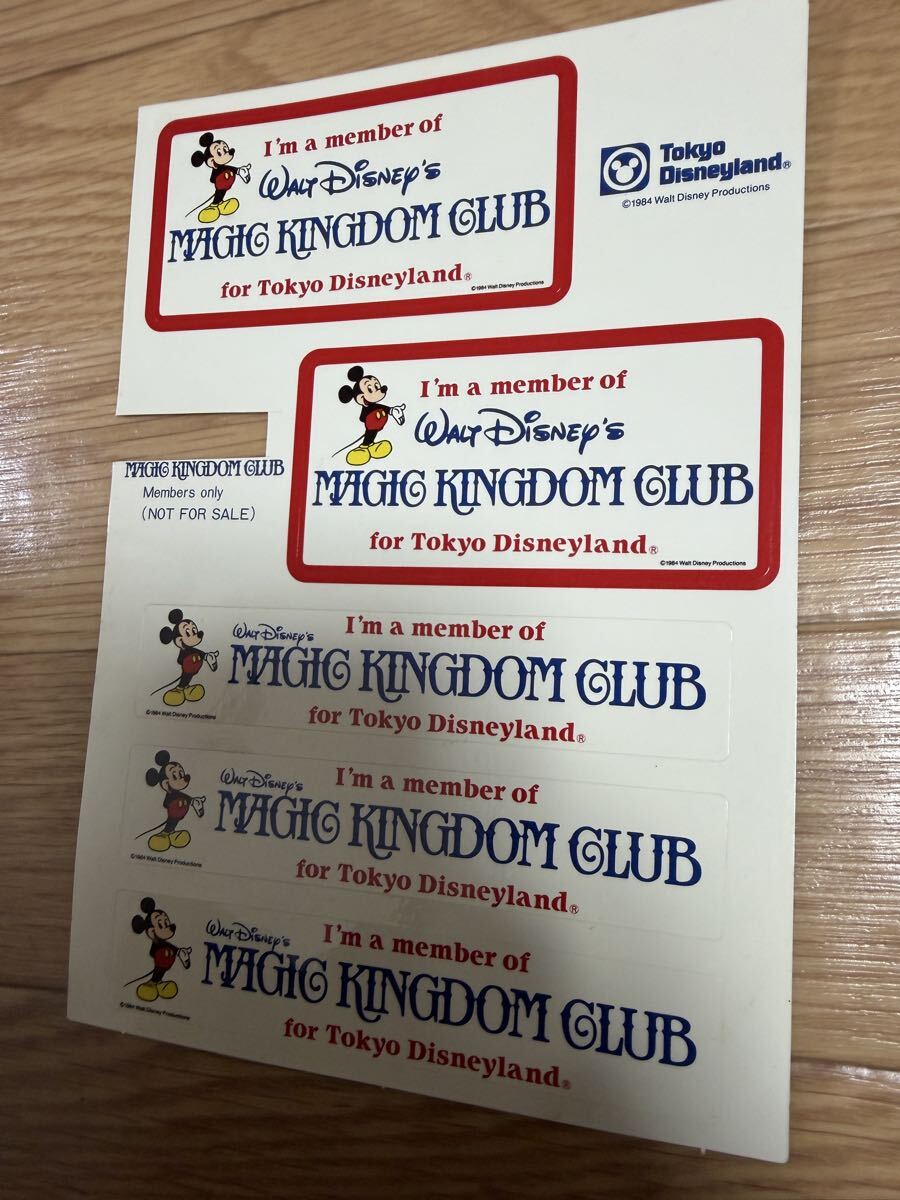 I'm a member of
WALT DISNEY'S
MAGIC KINGDOM CLUB
for Tokyo Disneyland®
©1984 Walt Disney Productions
Tokyo
Disneyland®
©1984 Walt Disney Productions
I'm a member of
WALT DISNEY'S
MAGIC KINGDOM CLUB
for Tokyo Disneyland®
©1984 Walt Disney Productions
MAGIC KINGDOM CLUB
Members only
(NOT FOR SALE)
I'm a member of
WALT DISNEY'S
MAGIC KINGDOM CLUB
for Tokyo Disneyland®
©1984 Walt Disney Productions
I'm a member of
WALT DISNEY'S
MAGIC KINGDOM CLUB
for Tokyo Disneyland®
©1984 Walt Disney Productions
I'm a member of
WALT DISNEY'S
MAGIC KINGDOM CLUB
for Tokyo Disneyland®
©1984 Walt Disney Productions